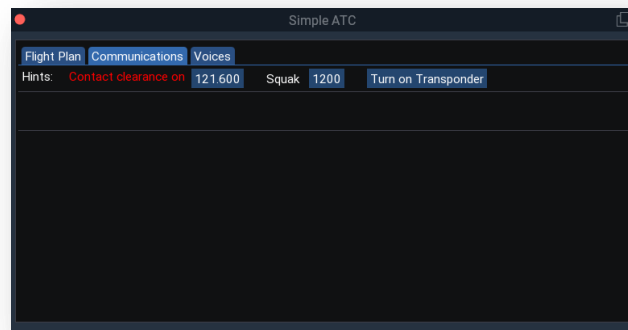 Simple ATC
Flight Plan Communications Voices
Hints: Contact clearance on 121.600 Squak 1200 Turn on Transponder